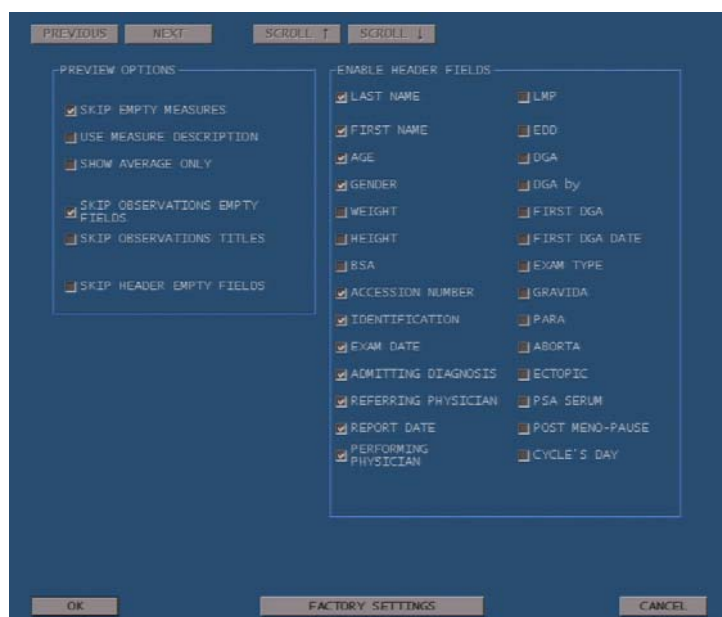 PREVIOUS NEXT SCROLL ↑ SCROLL ↓
PREVIEW OPTIONS
SKIP EMPTY MEASURES
USE MEASURE DESCRIPTION
SHOW AVERAGE ONLY
SKIP OBSERVATIONS EMPTY
FIELDS
SKIP OBSERVATIONS TITLES
SKIP HEADER EMPTY FIELDS
ENABLE HEADER FIELDS
LAST NAME
FIRST NAME
AGE
GENDER
WEIGHT
HEIGHT
BSA
ACCESSION NUMBER
IDENTIFICATION
EXAM DATE
ADMITTING DIAGNOSIS
REFERRING PHYSICIAN
REPORT DATE
PERFORMING
PHYSICIAN
LMP
EDD
DGA
DGA by
FIRST DGA
FIRST DGA DATE
EXAM TYPE
GRAVIDA
PARA
ABORTA
ECTOPIC
PSA SERUM
POST MENO-PAUSE
CYCLE'S DAY
OK FACTORY SETTINGS CANCEL